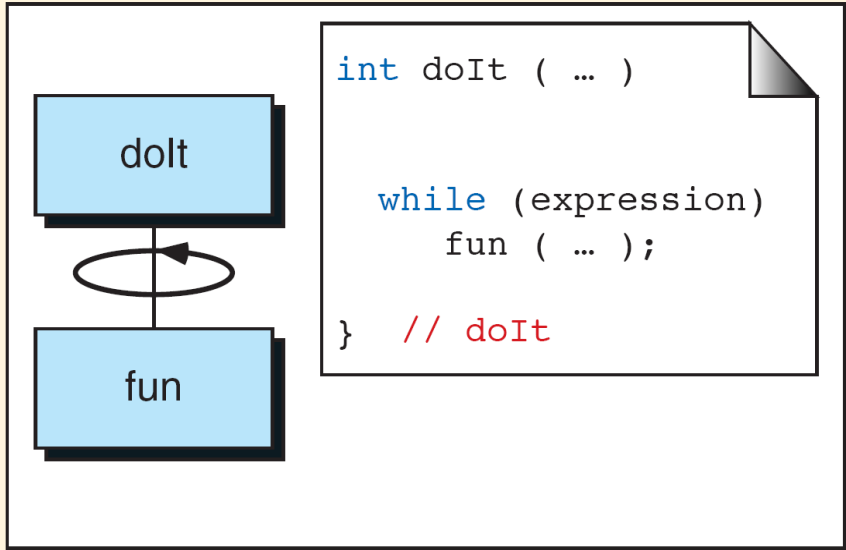 doIt
fun
int doIt ( … )
while (expression)
fun ( … );
} // doIt